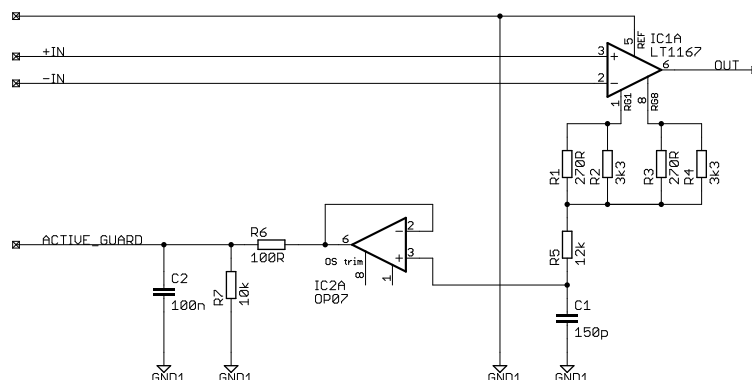 IC1A
LT1167
5
REF
+IN
3
+
6
OUT
-IN
2
-
1
RG1
8
RG8
R1
270R
R2
3k3
R3
270R
R4
3k3
ACTIVE_GUARD
R6
100R
6
2
-
3
+
OS trim
8
1
IC2A
OP07
R5
12k
C2
100n
R7
10k
C1
150p
GND1
GND1
GND1
GND1